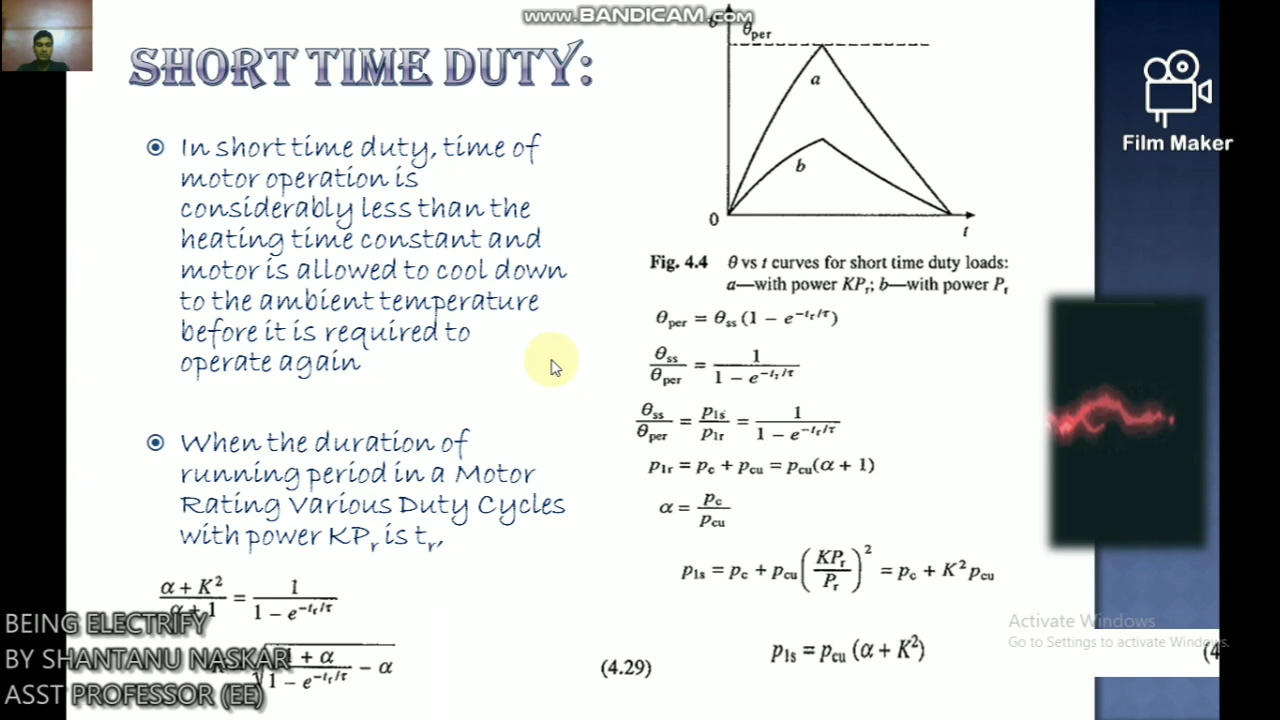 www.BANDICAM.com
SHORT TIME DUTY:
In short time duty, time of
motor operation is
considerably less than the
heating time constant and
motor is allowed to cool down
to the ambient temperature
before it is required to
operate again
When the duration of
running period in a Motor
Rating Various Duty Cycles
with power KPr is tr,
(α + K²)/(α + 1) = 1/(1 − e^(−tr/τ))
√((1 + α)/(1 − e^(−tr/τ)) − α)
(4.29)
θper
a
b
0
t
Fig. 4.4 θ vs t curves for short time duty loads:
a—with power KPr; b—with power Pr
θper = θss (1 − e^(−tr/τ))
θss/θper = 1/(1 − e^(−tr/τ))
θss/θper = p1s/p1r = 1/(1 − e^(−tr/τ))
p1r = pc + pcu = pcu(α + 1)
α = pc/pcu
p1s = pc + pcu (KPr/Pr)² = pc + K² pcu
p1s = pcu (α + K²)
(4
Film Maker
Activate Windows
Go to Settings to activate Windows.
BEING ELECTRIFY
BY SHANTANU NASKAR
ASST PROFESSOR (EE)